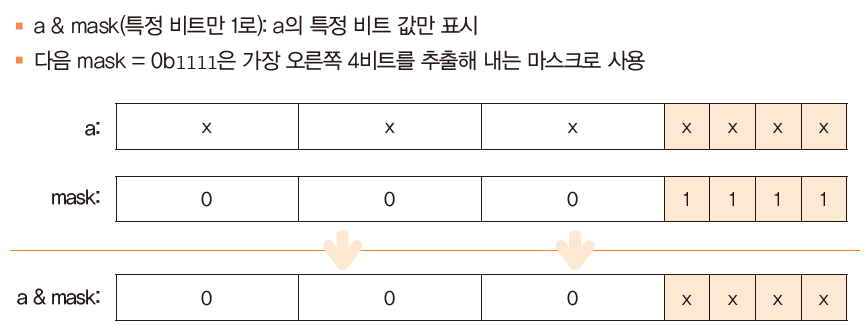 ▪ a & mask(특정 비트만 1로): a의 특정 비트 값만 표시
▪ 다음 mask = 0b1111은 가장 오른쪽 4비트를 추출해 내는 마스크로 사용
a: x x x x x x x
mask: 0 0 0 1 1 1 1
a & mask: 0 0 0 x x x x